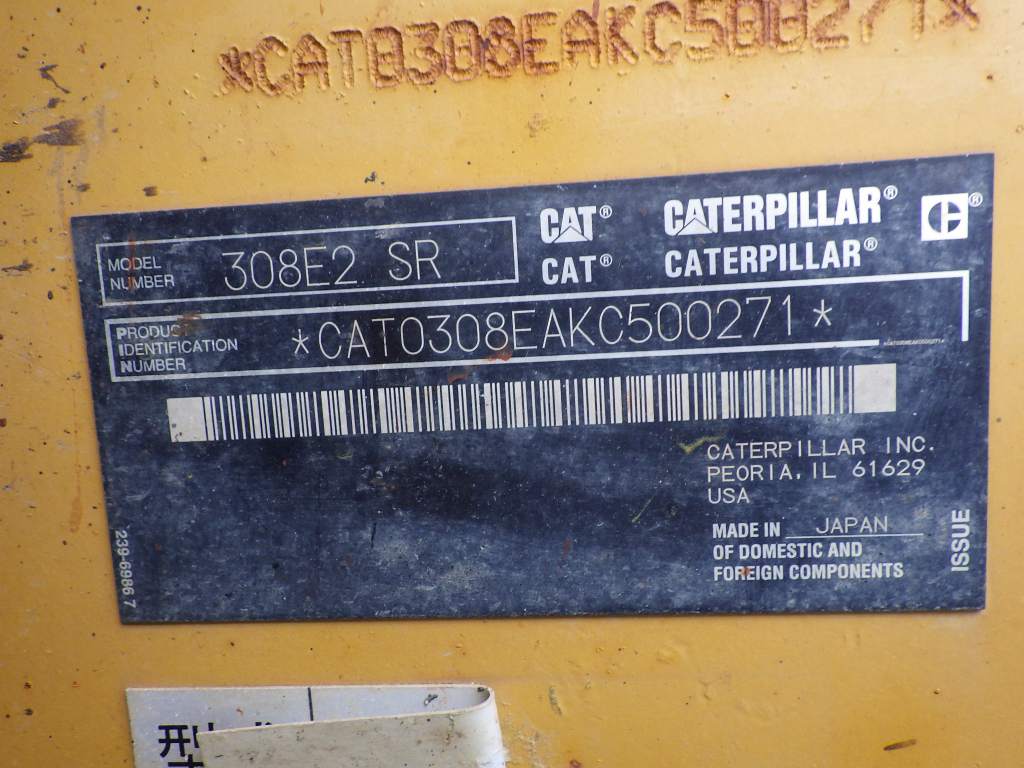 *CAT0308EAKC500271*
CAT® CATERPILLAR®
CAT® CATERPILLAR®
MODEL NUMBER 308E2 SR
PRODUCT IDENTIFICATION NUMBER *CAT0308EAKC500271*
CATERPILLAR INC.
PEORIA, IL 61629
USA
MADE IN JAPAN
OF DOMESTIC AND
FOREIGN COMPONENTS
ISSUE
239-6986 7
型